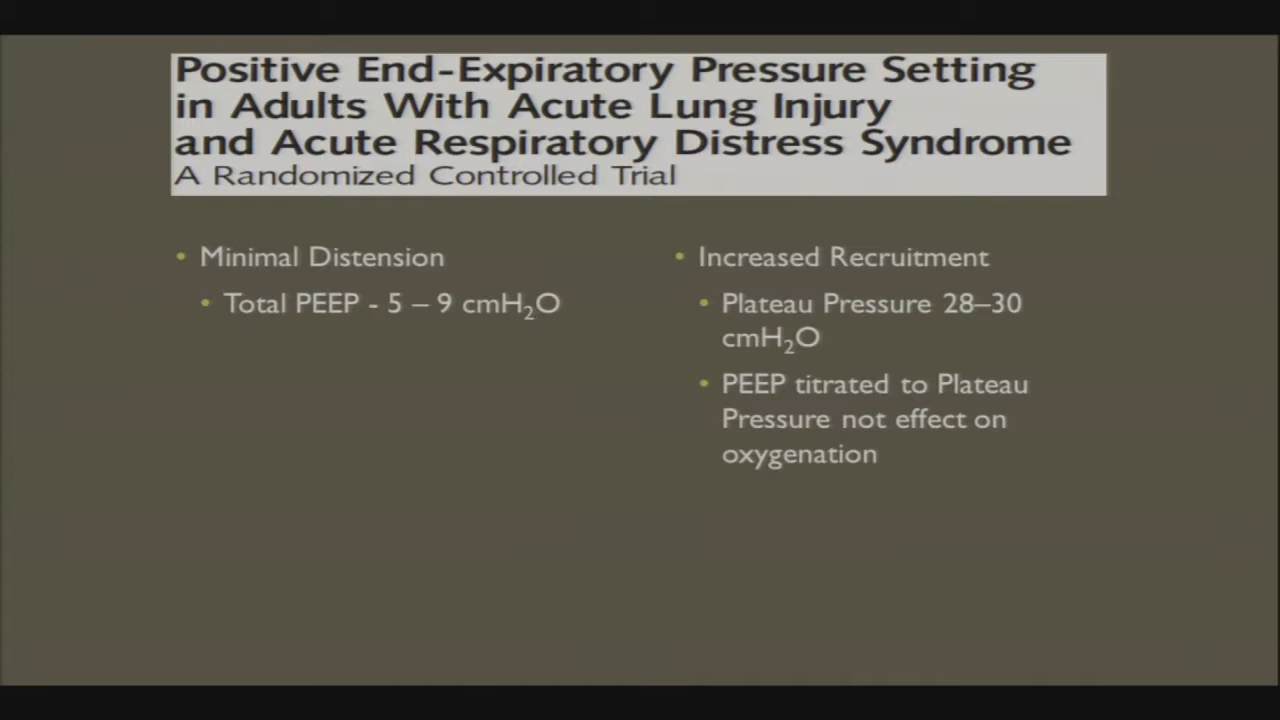 Positive End-Expiratory Pressure Setting
in Adults With Acute Lung Injury
and Acute Respiratory Distress Syndrome
A Randomized Controlled Trial
• Minimal Distension
• Total PEEP - 5 – 9 cmH₂O
• Increased Recruitment
• Plateau Pressure 28–30
cmH₂O
• PEEP titrated to Plateau
Pressure not effect on
oxygenation